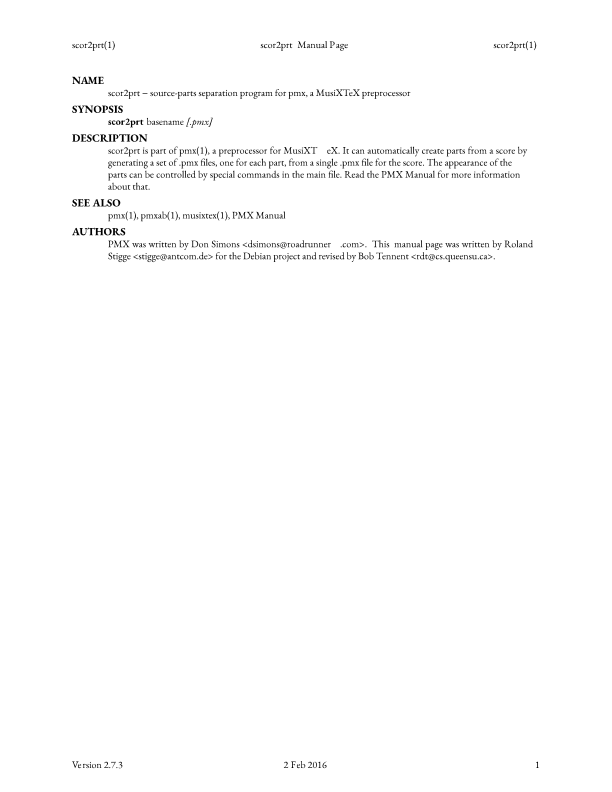 scor2prt(1) scor2prt Manual Page scor2prt(1)
NAME
scor2prt – source-parts separation program for pmx, a MusiXTeX preprocessor
SYNOPSIS
scor2prt basename [.pmx]
DESCRIPTION
scor2prt is part of pmx(1), a preprocessor for MusiXT eX. It can automatically create parts from a score by
generating a set of .pmx files, one for each part, from a single .pmx file for the score. The appearance of the
parts can be controlled by special commands in the main file. Read the PMX Manual for more information
about that.
SEE ALSO
pmx(1), pmxab(1), musixtex(1), PMX Manual
AUTHORS
PMX was written by Don Simons <dsimons@roadrunner .com>. This manual page was written by Roland
Stigge <stigge@antcom.de> for the Debian project and revised by Bob Tennent <rdt@cs.queensu.ca>.
Version 2.7.3 2 Feb 2016 1